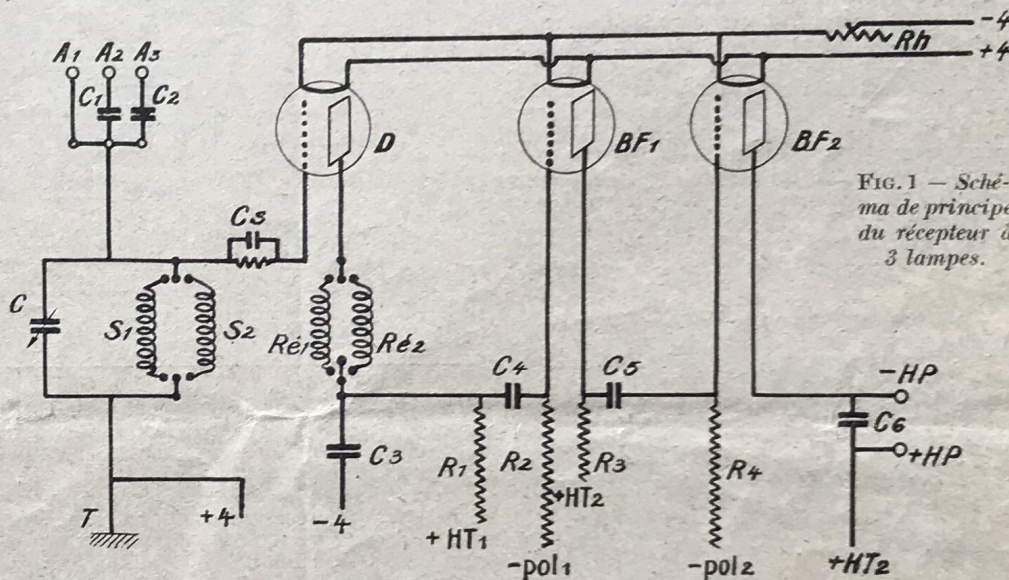 -4
Rh
+4
A1 A2 A3
C1 C2
D
BF1
BF2
FIG. 1 — Sché-
ma de principe
du récepteur à
3 lampes.
C3
C
S1 S2
Ré1 Ré2
C4 C5
-HP
C6
+HP
C3
R1 R2 R3 R4
+HT2
T
+4
-4
+HT1
-pol1
-pol2
+HT2